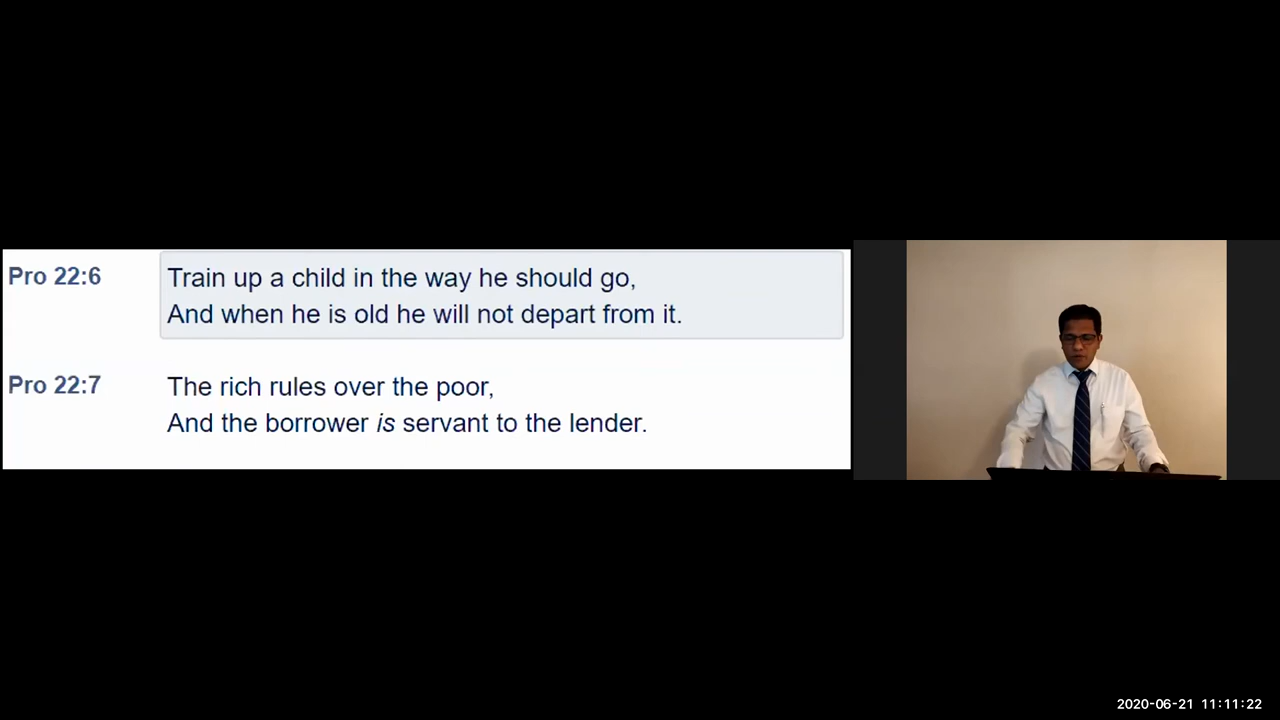 Pro 22:6
Train up a child in the way he should go,
And when he is old he will not depart from it.
Pro 22:7
The rich rules over the poor,
And the borrower is servant to the lender.
2020-06-21 11:11:22